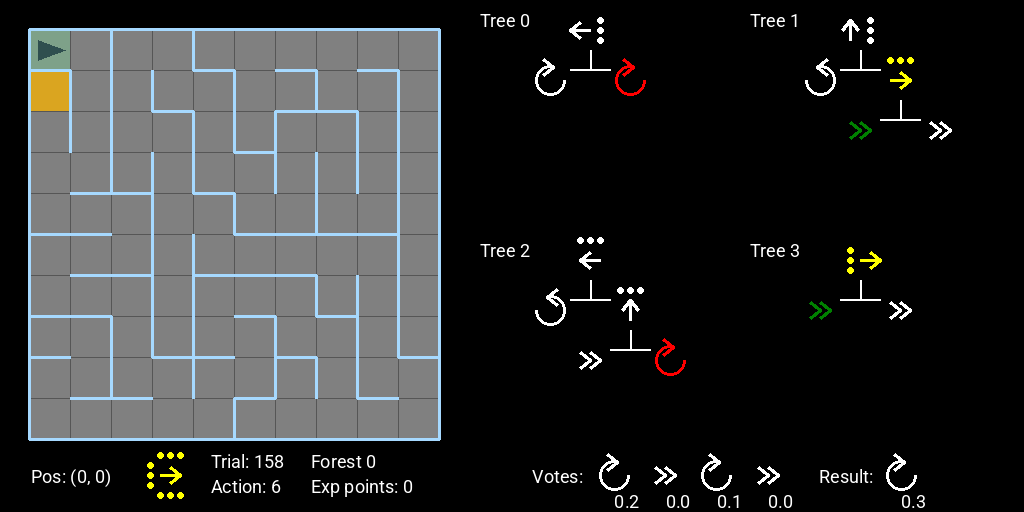 Tree 0
Tree 1
Tree 2
Tree 3
Pos: (0, 0)
Trial: 158
Forest 0
Action: 6
Exp points: 0
Votes:
0.2
0.0
0.1
0.0
Result:
0.3